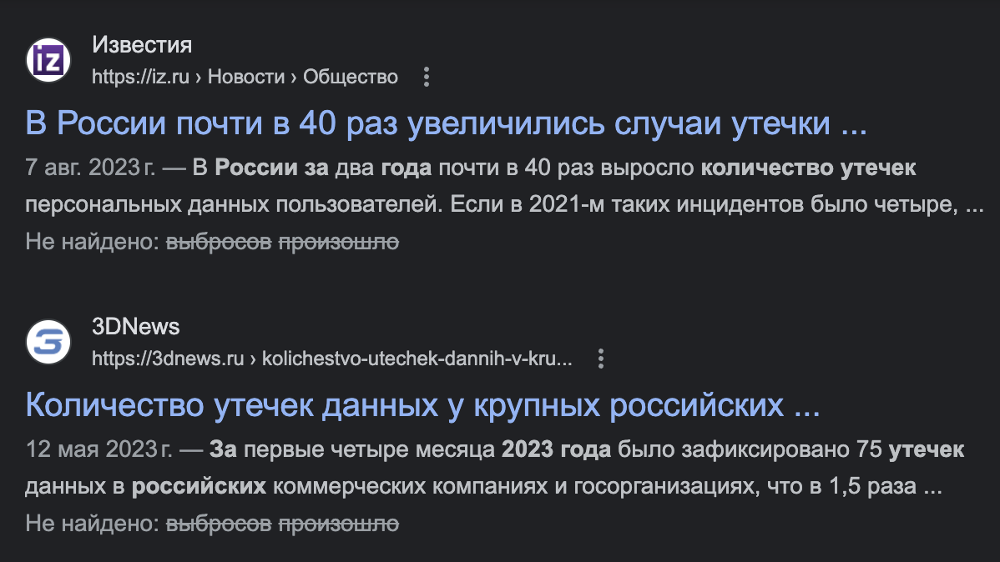 iz
Известия
https://iz.ru › Новости › Общество
В России почти в 40 раз увеличились случаи утечки ...
7 авг. 2023 г. — В России за два года почти в 40 раз выросло количество утечек
персональных данных пользователей. Если в 2021-м таких инцидентов было четыре, ...
Не найдено: выбросов произошло
3DNews
https://3dnews.ru › kolichestvo-utechek-dannih-v-kru...
Количество утечек данных у крупных российских ...
12 мая 2023 г. — За первые четыре месяца 2023 года было зафиксировано 75 утечек
данных в российских коммерческих компаниях и госорганизациях, что в 1,5 раза ...
Не найдено: выбросов произошло